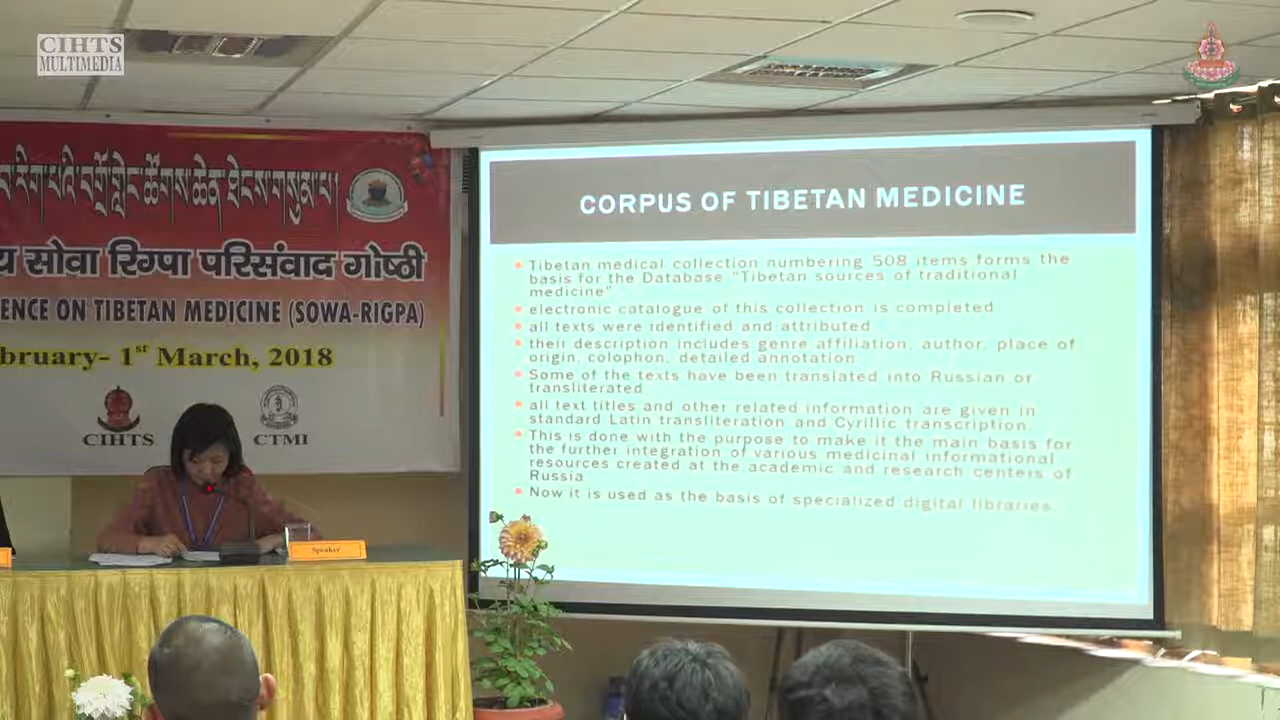 CIHTS
MULTIMEDIA
རིག་པའི་བགྲོ་གླེང་ཚོགས་ཆེན་ཐེངས་གསུམ་པ།
सोवा रिग्पा परिसंवाद गोष्ठी
ENCE ON TIBETAN MEDICINE (SOWA-RIGPA)
bruary- 1st March, 2018
CIHTS
CTMI
Speaker
CORPUS OF TIBETAN MEDICINE
Tibetan medical collection numbering 508 items forms the
basis for the Database "Tibetan sources of traditional
medicine"
electronic catalogue of this collection is completed
all texts were identified and attributed
their description includes genre affiliation, author, place of
origin, colophon, detailed annotation
Some of the texts have been translated into Russian or
transliterated
all text titles and other related information are given in
standard Latin transliteration and Cyrillic transcription.
This is done with the purpose to make it the main basis for
the further integration of various medicinal informational
resources created at the academic and research centers of
Russia
Now it is used as the basis of specialized digital libraries